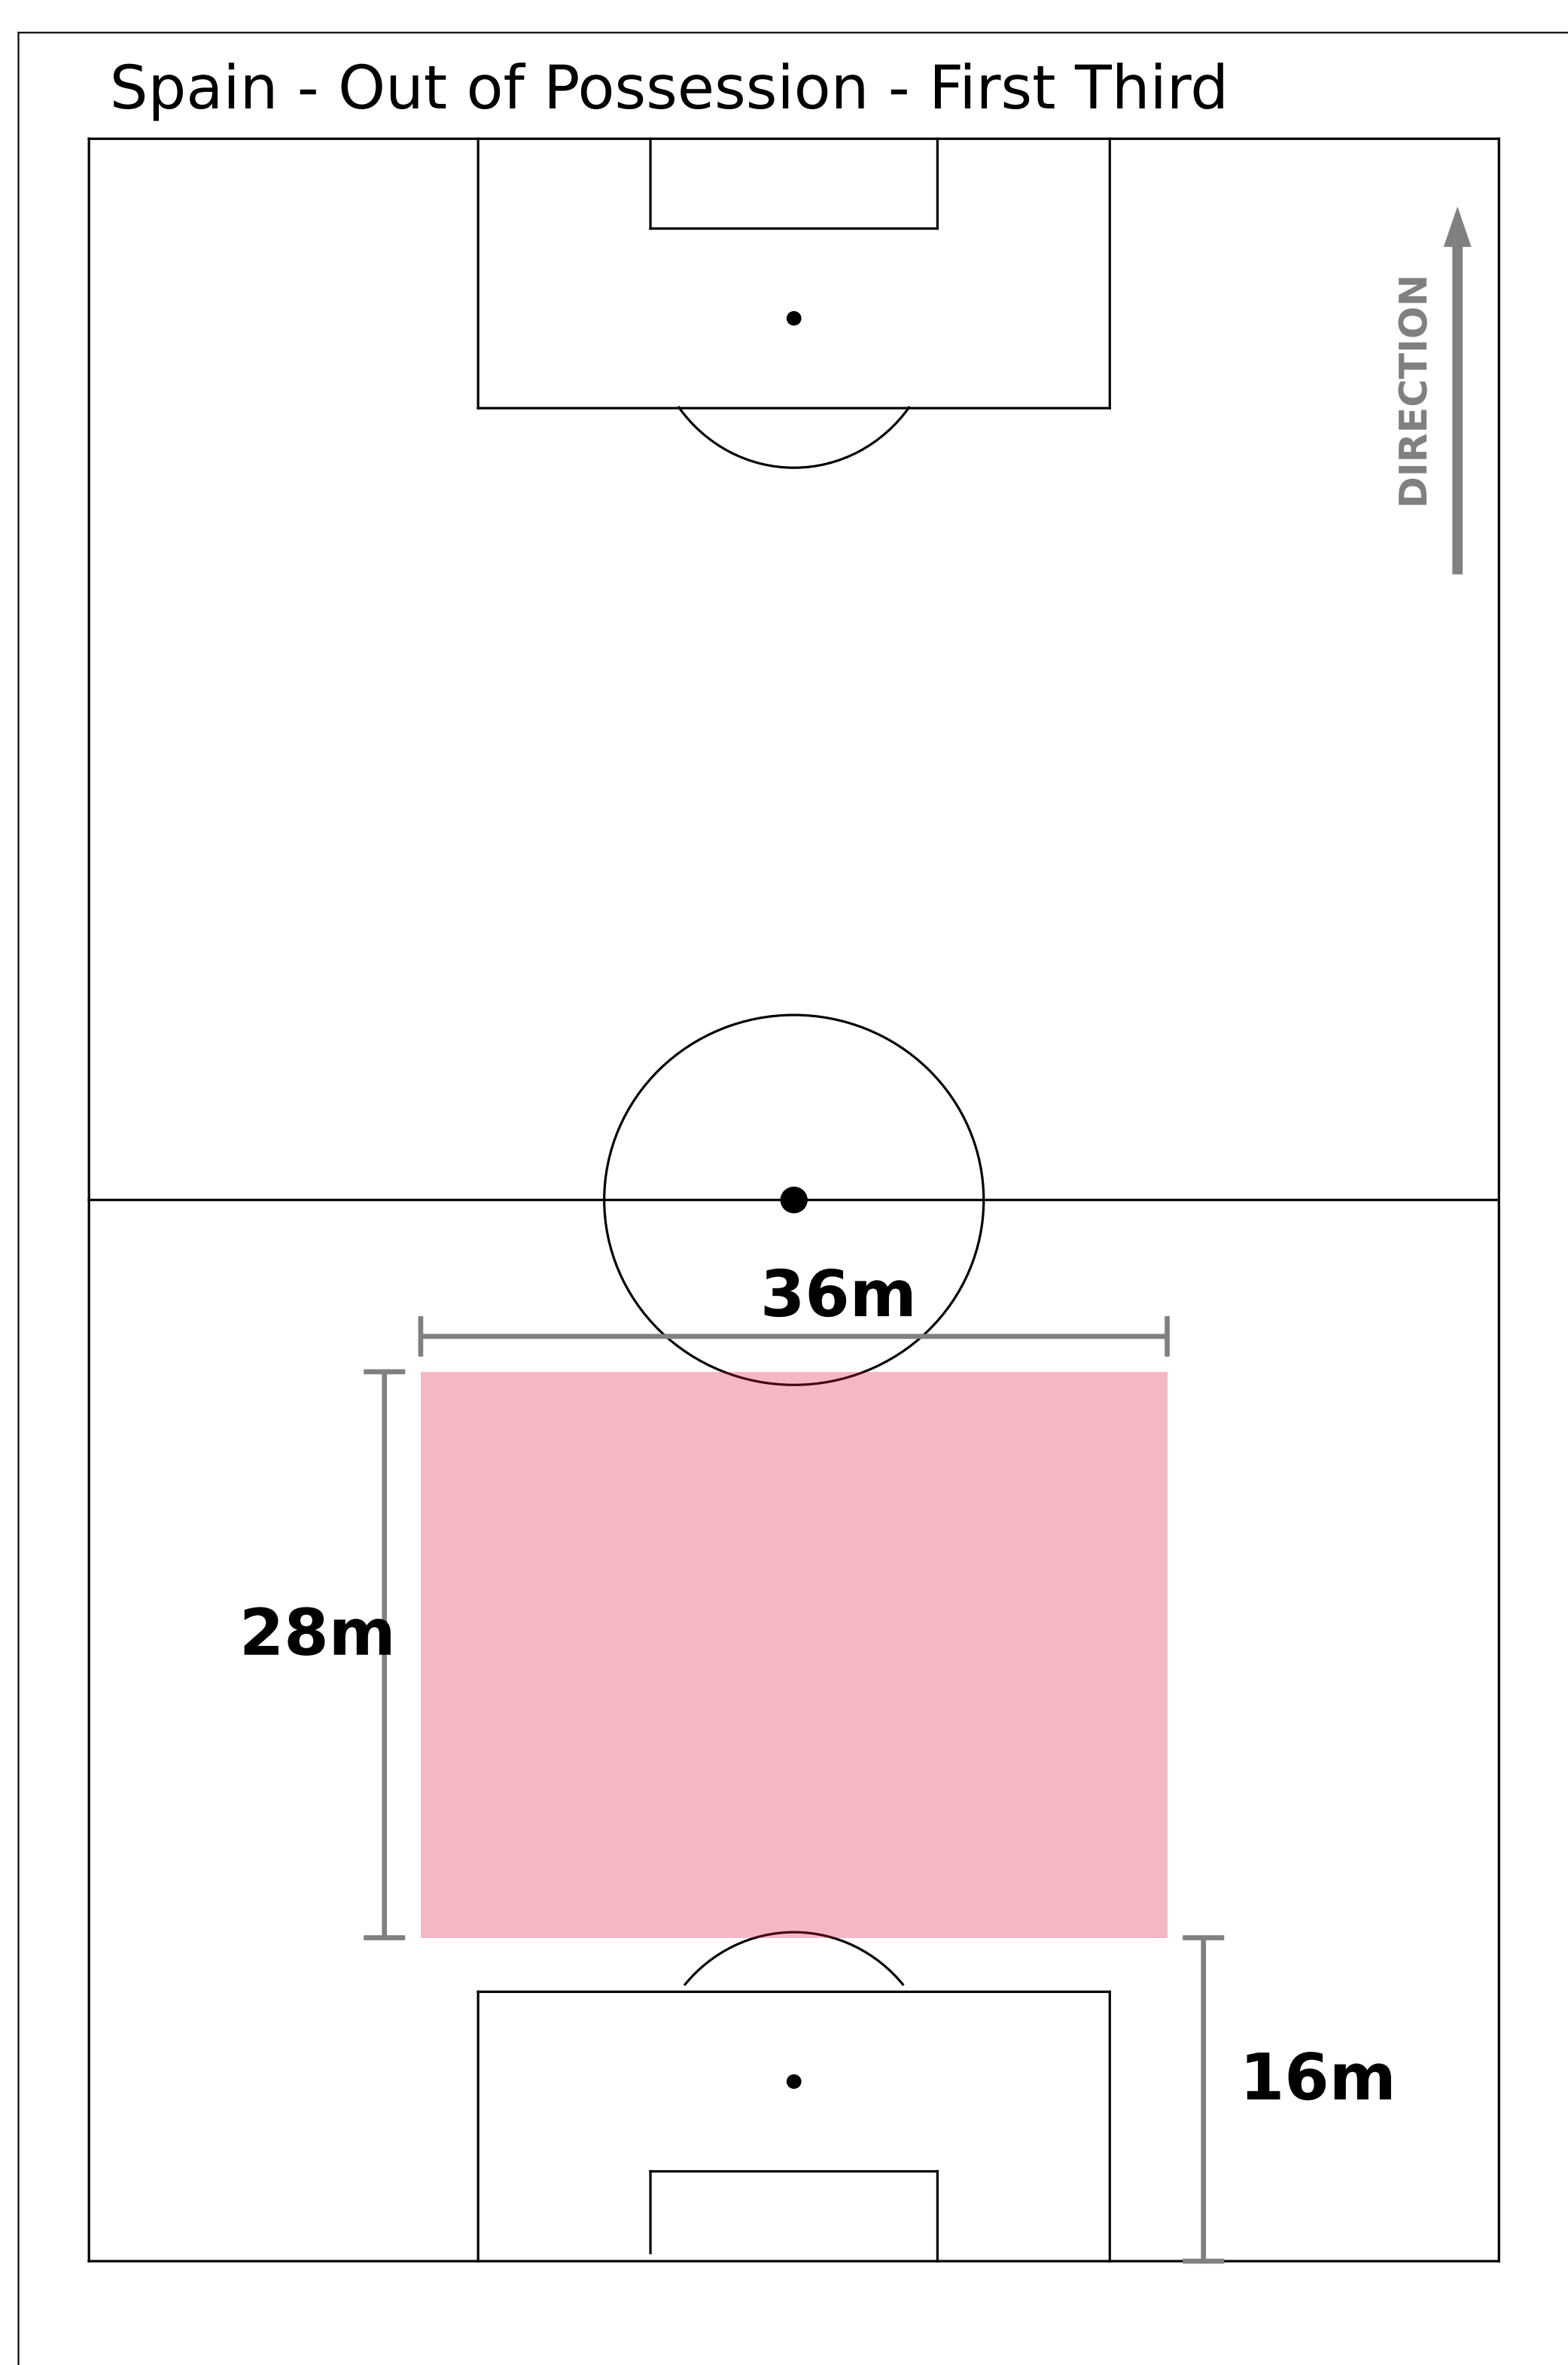 Spain - Out of Possession - First Third
DIRECTION
36m
28m
16m